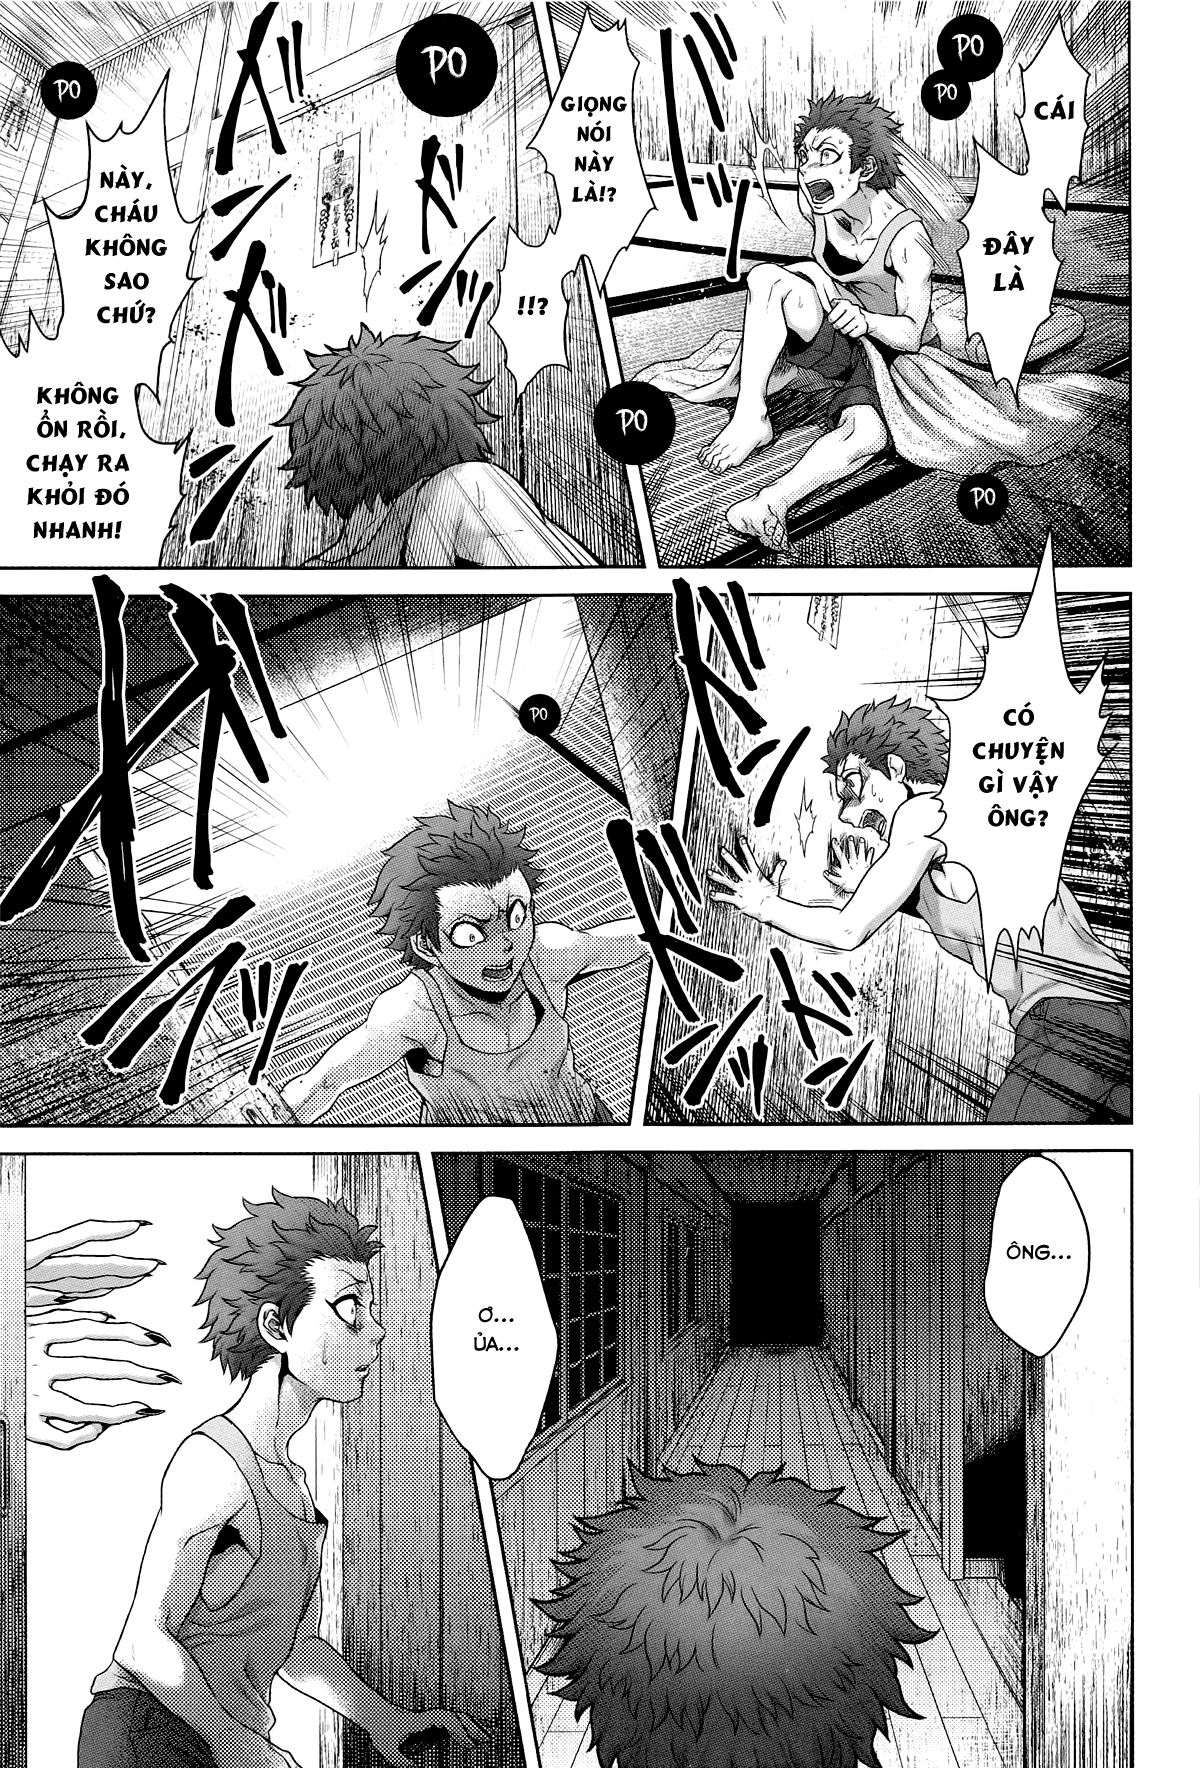 PO
PO
CÁI
ĐÂY
LÀ
GIỌNG
NÓI
NÀY
LÀ!?
PO
PO
PO
!!?
PO
NÀY,
CHÁU
KHÔNG
SAO
CHỨ?
KHÔNG
ỔN RỒI,
CHẠY RA
KHỎI ĐÓ
NHANH!
CÓ
CHUYỆN
GÌ VẬY
ÔNG?
PO
ÔNG...
Ơ...
ỦA...